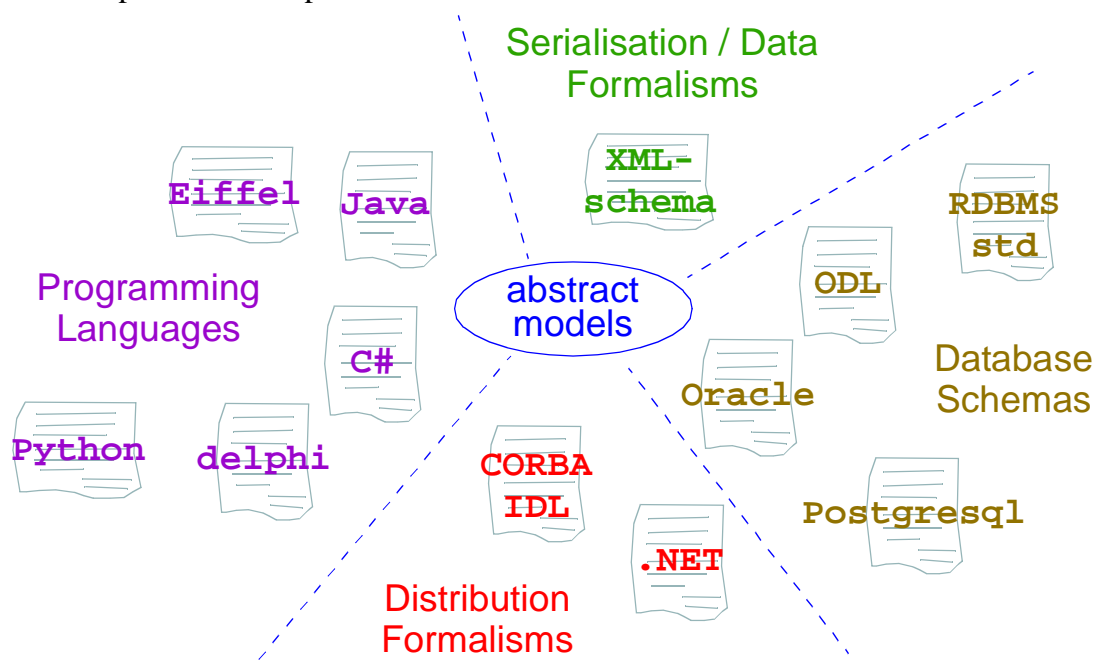 Serialisation / Data
Formalisms
XML-
schema
Eiffel
Java
RDBMS
std
ODL
Programming
Languages
abstract
models
C#
Database
Schemas
Oracle
Python
delphi
CORBA
IDL
Postgresql
.NET
Distribution
Formalisms